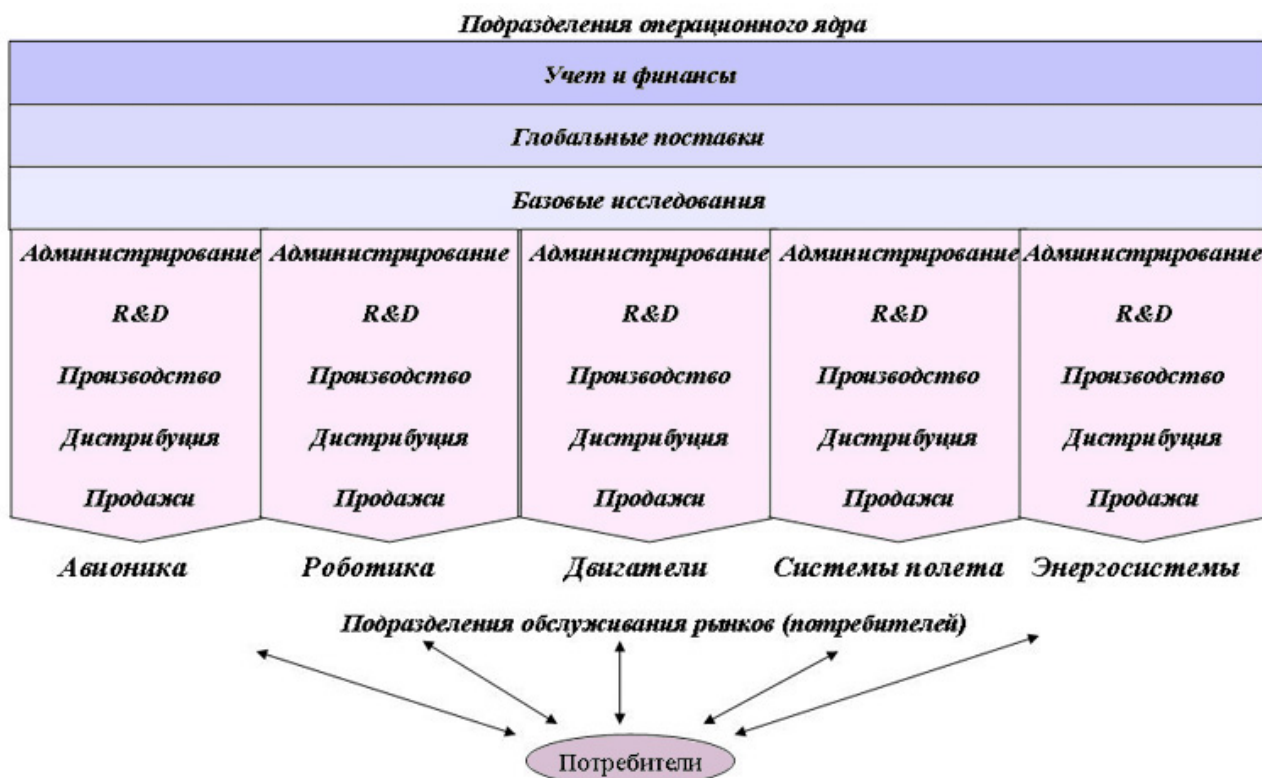 Подразделения операционного ядра
Учет и финансы
Глобальные поставки
Базовые исследования
Администрирование Администрирование Администрирование Администрирование Администрирование
R&D R&D R&D R&D R&D
Производство Производство Производство Производство Производство
Дистрибуция Дистрибуция Дистрибуция Дистрибуция Дистрибуция
Продажи Продажи Продажи Продажи Продажи
Авионика Роботика Двигатели Системы полета Энергосистемы
Подразделения обслуживания рынков (потребителей)
Потребители